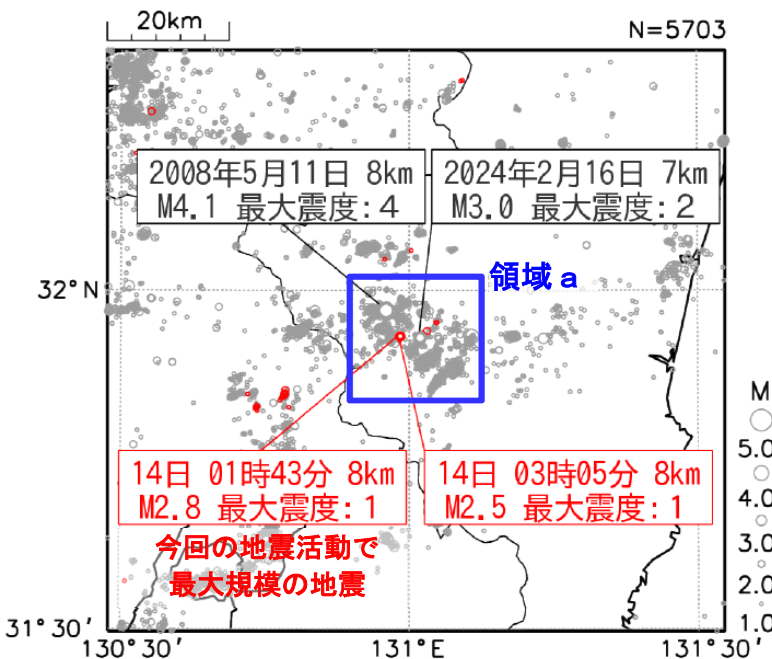 20km
N=5703
2008年5月11日 8km
M4.1 最大震度:4
2024年2月16日 7km
M3.0 最大震度:2
領域a
32°N
M
5.0
4.0
3.0
2.0
1.0
14日 01時43分 8km
M2.8 最大震度:1
14日 03時05分 8km
M2.5 最大震度:1
今回の地震活動で
最大規模の地震
31°30'
130°30'
131°E
131°30'